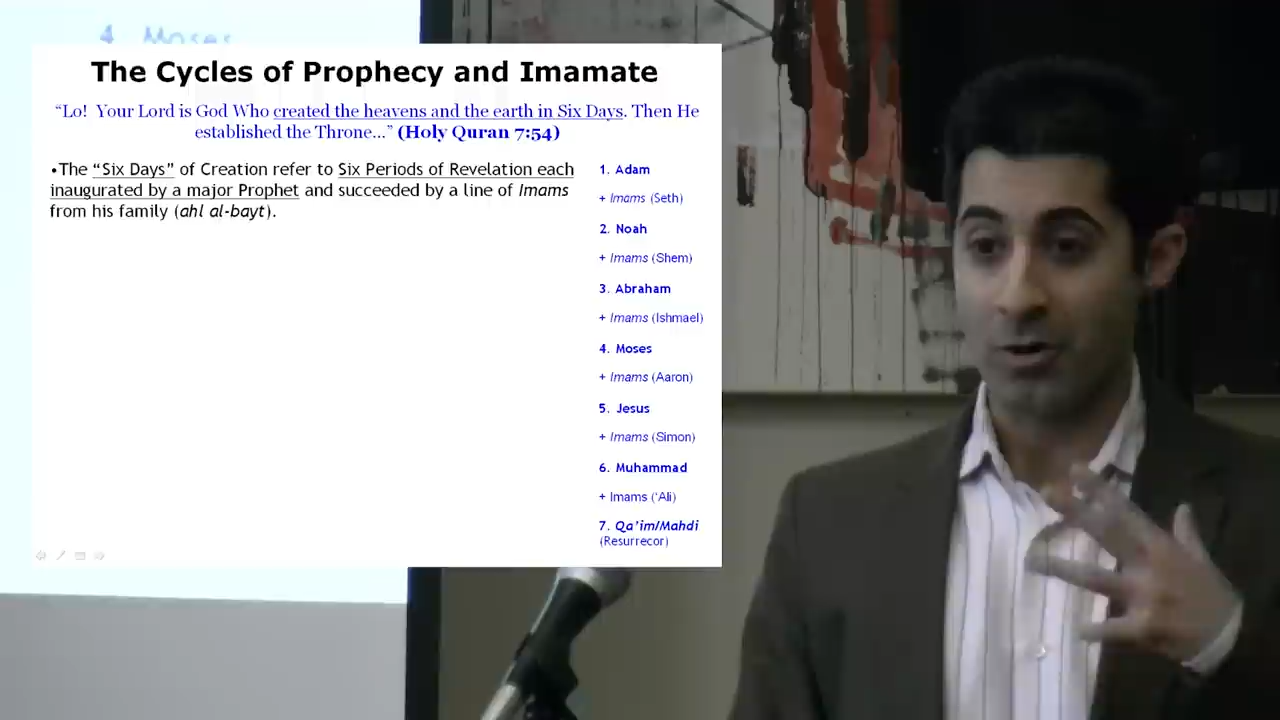 4. Moses
The Cycles of Prophecy and Imamate
“Lo! Your Lord is God Who created the heavens and the earth in Six Days. Then He
established the Throne...” (Holy Quran 7:54)
•The “Six Days” of Creation refer to Six Periods of Revelation each
inaugurated by a major Prophet and succeeded by a line of Imams
from his family (ahl al-bayt).
1. Adam
+ Imams (Seth)
2. Noah
+ Imams (Shem)
3. Abraham
+ Imams (Ishmael)
4. Moses
+ Imams (Aaron)
5. Jesus
+ Imams (Simon)
6. Muhammad
+ Imams (‘Ali)
7. Qa’im/Mahdi
(Resurrecor)